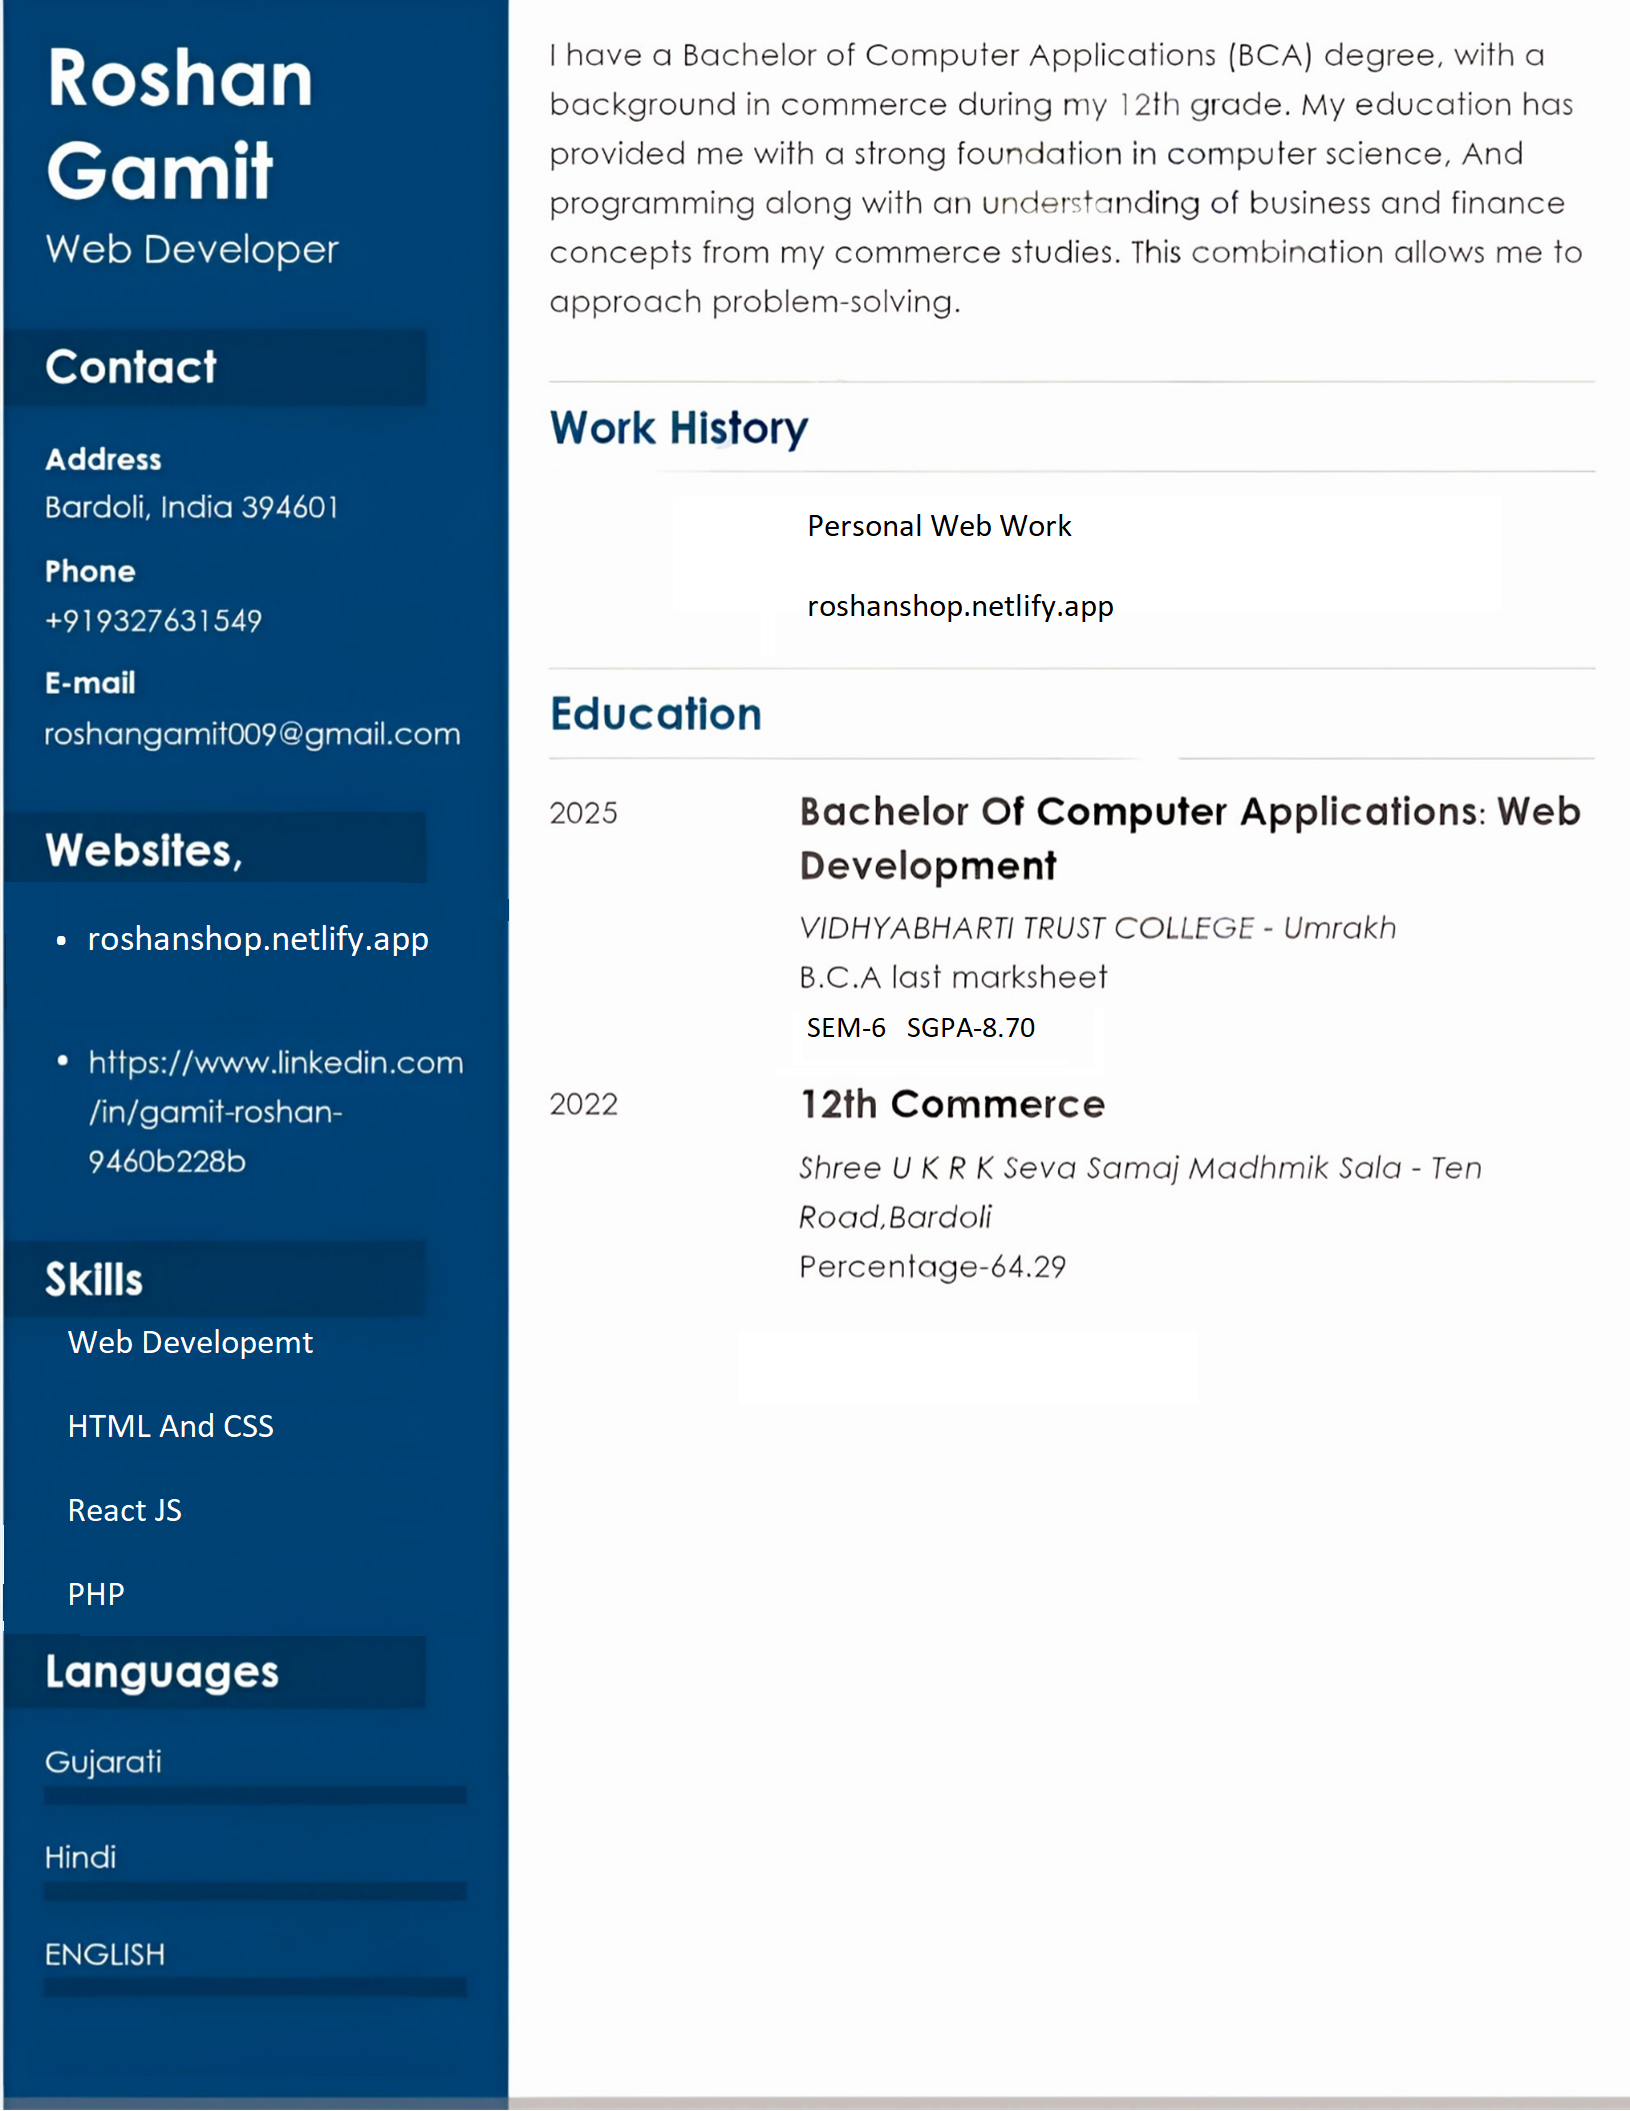 Roshan
Gamit
Web Developer
Contact
Address
Bardoli, India 394601
Phone
+919327631549
E-mail
roshangamit009@gmail.com
Websites,
• roshanshop.netlify.app
• https://www.linkedin.com
/in/gamit-roshan-
9460b228b
Skills
Web Developemt
HTML And CSS
React JS
PHP
Languages
Gujarati
Hindi
ENGLISH
I have a Bachelor of Computer Applications (BCA) degree, with a
background in commerce during my 12th grade. My education has
provided me with a strong foundation in computer science, And
programming along with an understanding of business and finance
concepts from my commerce studies. This combination allows me to
approach problem-solving.
Work History
Personal Web Work
roshanshop.netlify.app
Education
2025
Bachelor Of Computer Applications: Web
Development
VIDHYABHARTI TRUST COLLEGE - Umrakh
B.C.A last marksheet
SEM-6 SGPA-8.70
2022
12th Commerce
Shree U K R K Seva Samaj Madhmik Sala - Ten
Road,Bardoli
Percentage-64.29